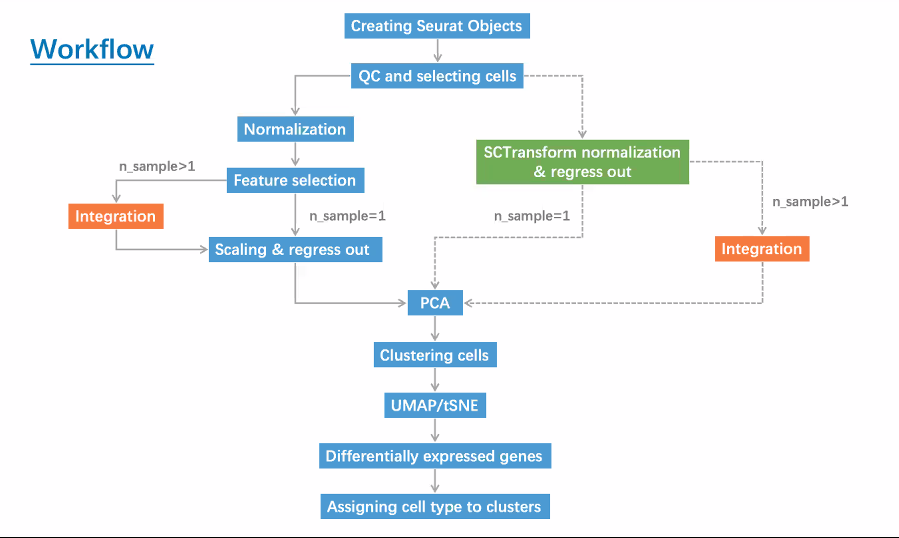 Workflow
Creating Seurat Objects
QC and selecting cells
Normalization
SCTransform normalization
& regress out
n_sample>1
Feature selection
n_sample>1
Integration
n_sample=1
n_sample=1
Scaling & regress out
Integration
PCA
Clustering cells
UMAP/tSNE
Differentially expressed genes
Assigning cell type to clusters